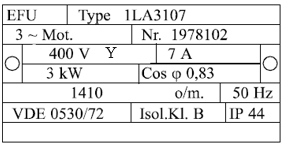 EFU Type 1LA3107
3 ~ Mot. Nr. 1978102
400 V Y 7 A
3 kW Cos φ 0,83
1410 o/m. 50 Hz
VDE 0530/72 Isol.Kl. B IP 44